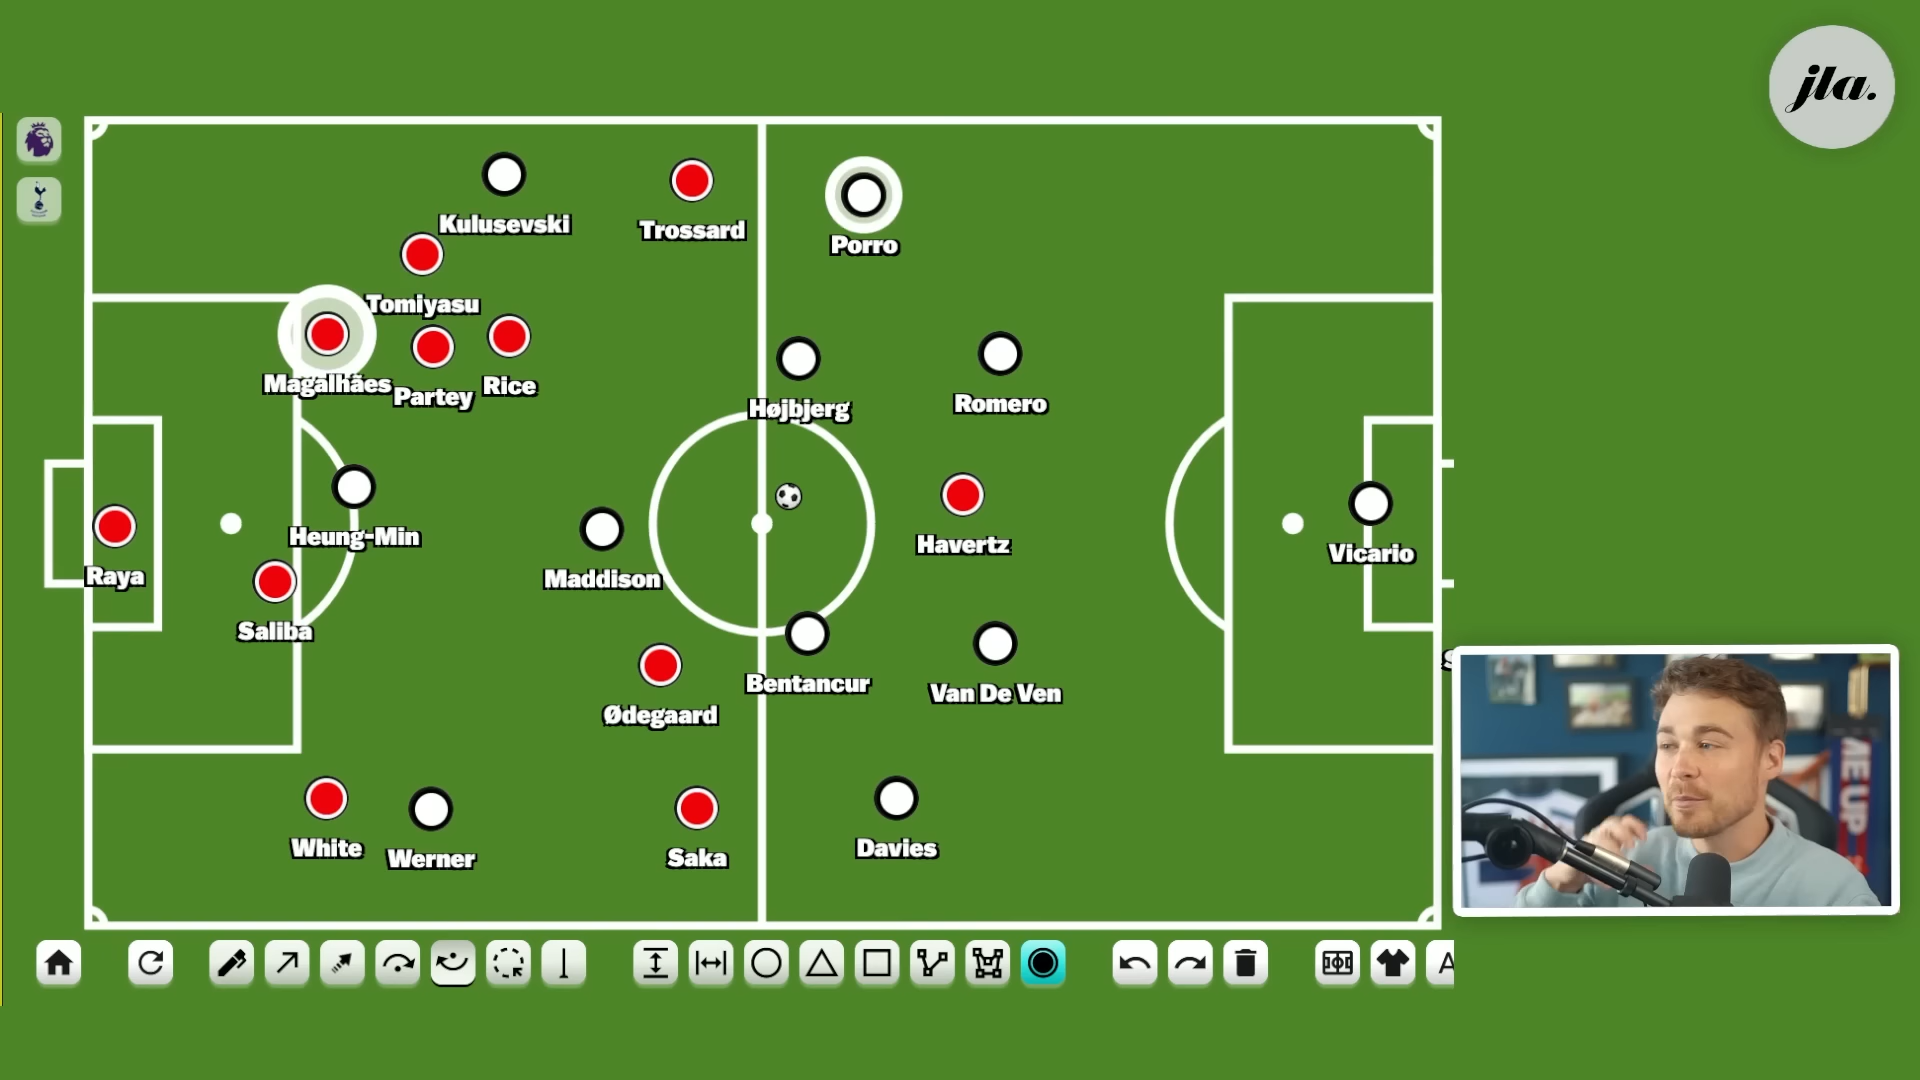 jla.
Kulusevski
Trossard
Porro
Tomiyasu
Magalhães
Partey
Rice
Højbjerg
Romero
Heung-Min
Maddison
Havertz
Vicario
Raya
Saliba
Ødegaard
Bentancur
Van De Ven
White
Werner
Saka
Davies
A